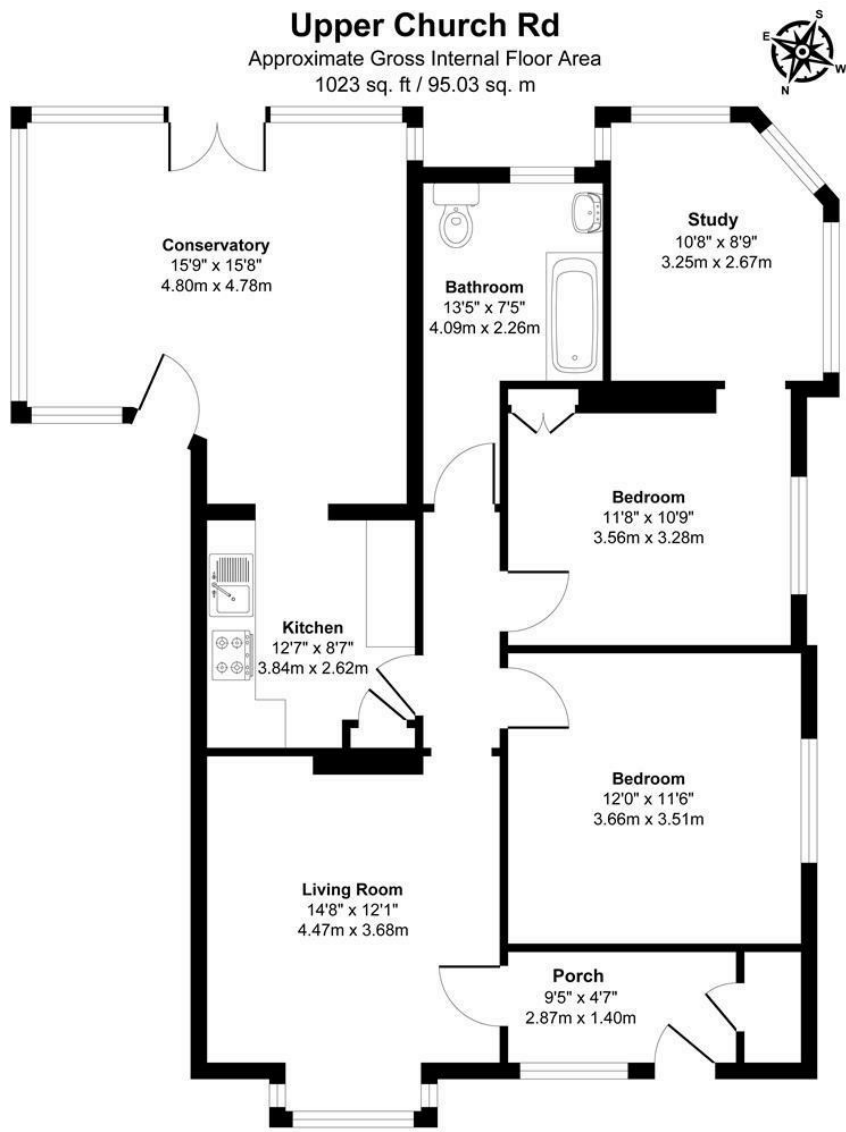 Upper Church Rd
Approximate Gross Internal Floor Area
1023 sq. ft / 95.03 sq. m
S
E
W
N
Conservatory
15'9" x 15'8"
4.80m x 4.78m
Study
10'8" x 8'9"
3.25m x 2.67m
Bathroom
13'5" x 7'5"
4.09m x 2.26m
Bedroom
11'8" x 10'9"
3.56m x 3.28m
Kitchen
12'7" x 8'7"
3.84m x 2.62m
Bedroom
12'0" x 11'6"
3.66m x 3.51m
Living Room
14'8" x 12'1"
4.47m x 3.68m
Porch
9'5" x 4'7"
2.87m x 1.40m